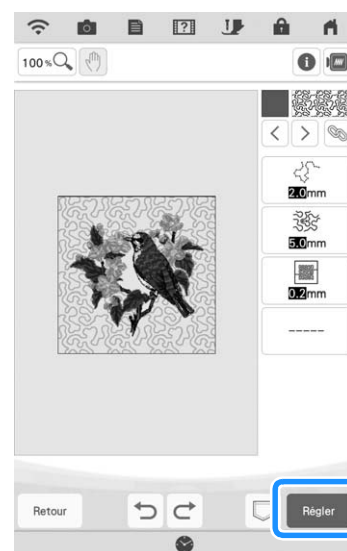 100 %
i
2.0mm
5.0mm
0.2mm
-----
Retour
Régler